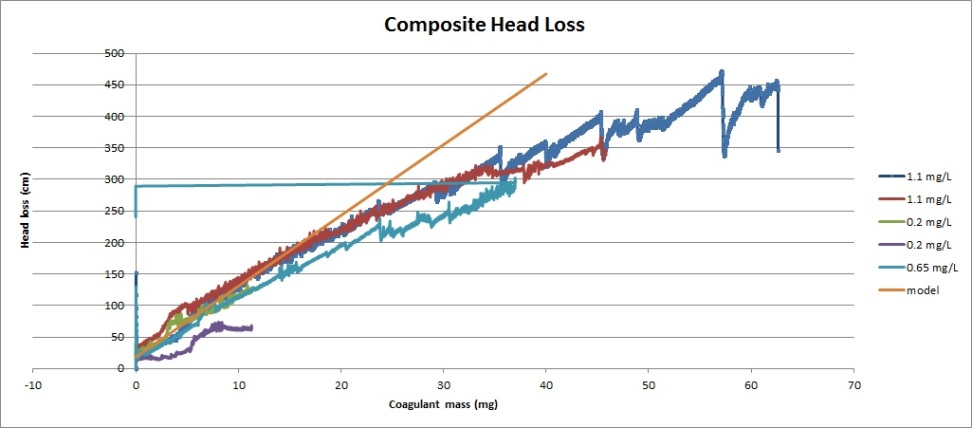 Composite Head Loss
500
450
400
350
300
250
200
150
100
50
0
Head loss (cm)
-10 0 10 20 30 40 50 60 70
Coagulant mass (mg)
1.1 mg/L
1.1 mg/L
0.2 mg/L
0.2 mg/L
0.65 mg/L
model